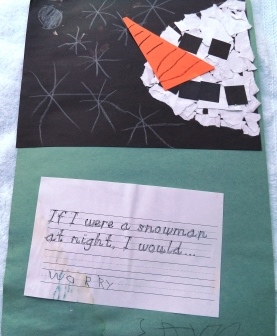 If I were a snowman
at night, I would...
WORRY